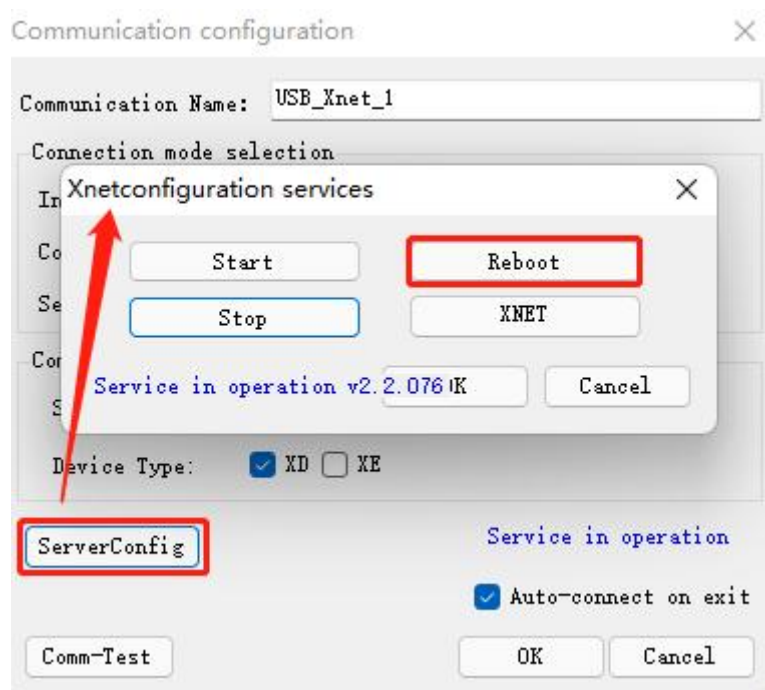 Communication configuration
Communication Name: USB_Xnet_1
Connection mode selection
Xnetconfiguration services
Start Reboot
Stop XNET
Service in operation v2.2.076 K
Cancel
Device Type: XD XE
ServerConfig
Service in operation
Auto-connect on exit
Comm-Test OK Cancel